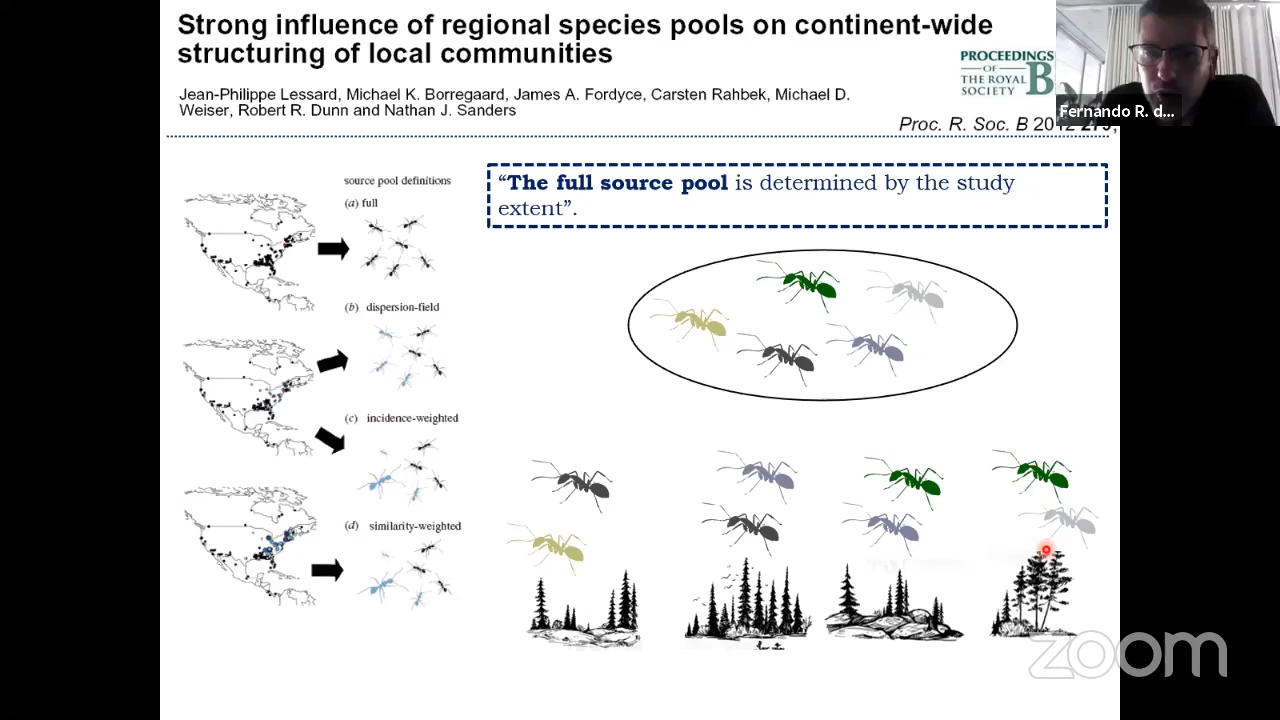 Strong influence of regional species pools on continent-wide
structuring of local communities
PROCEEDINGS
OF
THE ROYAL
SOCIETY
B
Jean-Philippe Lessard, Michael K. Borregaard, James A. Fordyce, Carsten Rahbek, Michael D.
Weiser, Robert R. Dunn and Nathan J. Sanders
Fernando R. d...
Proc. R. Soc. B 2012 279,
source pool definitions
(a) full
(b) dispersion-field
(c) incidence-weighted
(d) similarity-weighted
“The full source pool is determined by the study
extent”.
zoom